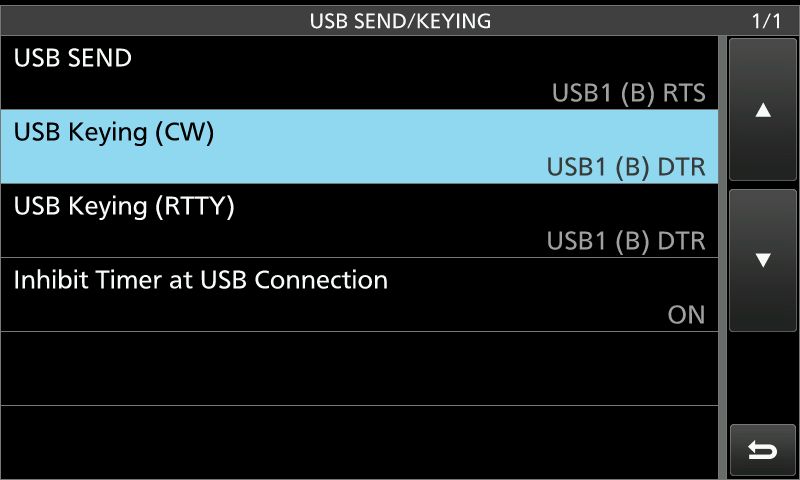 USB SEND/KEYING 1/1
USB SEND
USB1 (B) RTS
USB Keying (CW)
USB1 (B) DTR
USB Keying (RTTY)
USB1 (B) DTR
Inhibit Timer at USB Connection
ON